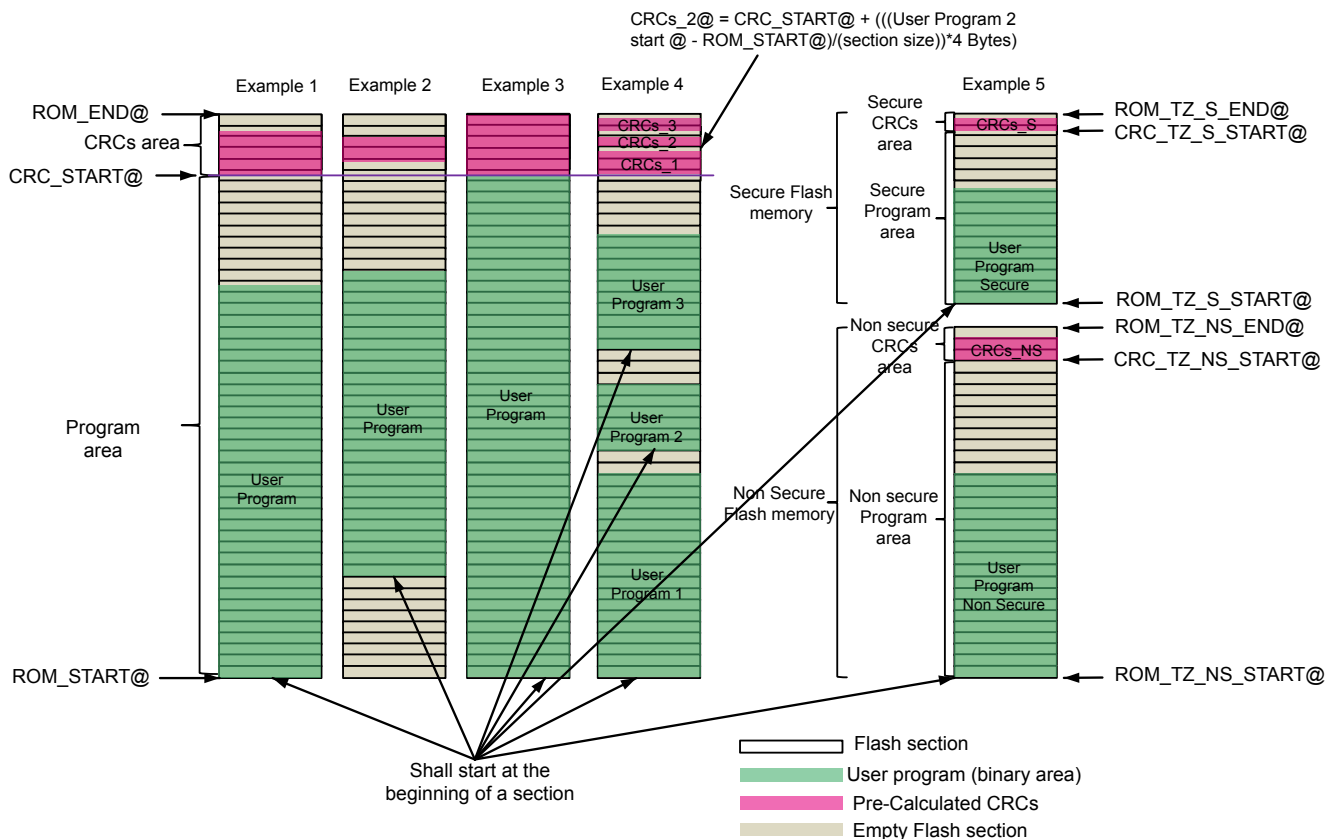 CRCs_2@ = CRC_START@ + (((User Program 2
start @ - ROM_START@)/(section size))*4 Bytes)
Example 1
Example 2
Example 3
Example 4
Example 5
ROM_END@
CRCs area
CRC_START@
Program
area
ROM_START@
User
Program
User
Program
User
Program
CRCs_3
CRCs_2
CRCs_1
User
Program 3
User
Program 2
User
Program 1
Secure Flash
memory
Secure
CRCs
area
Secure
Program
area
CRCs_S
User
Program
Secure
ROM_TZ_S_END@
CRC_TZ_S_START@
ROM_TZ_S_START@
Non Secure
Flash memory
Non secure
CRCs
area
Non secure
Program
area
CRCs_NS
User
Program
Non Secure
ROM_TZ_NS_END@
CRC_TZ_NS_START@
ROM_TZ_NS_START@
Shall start at the
beginning of a section
Flash section
User program (binary area)
Pre-Calculated CRCs
Empty Flash section